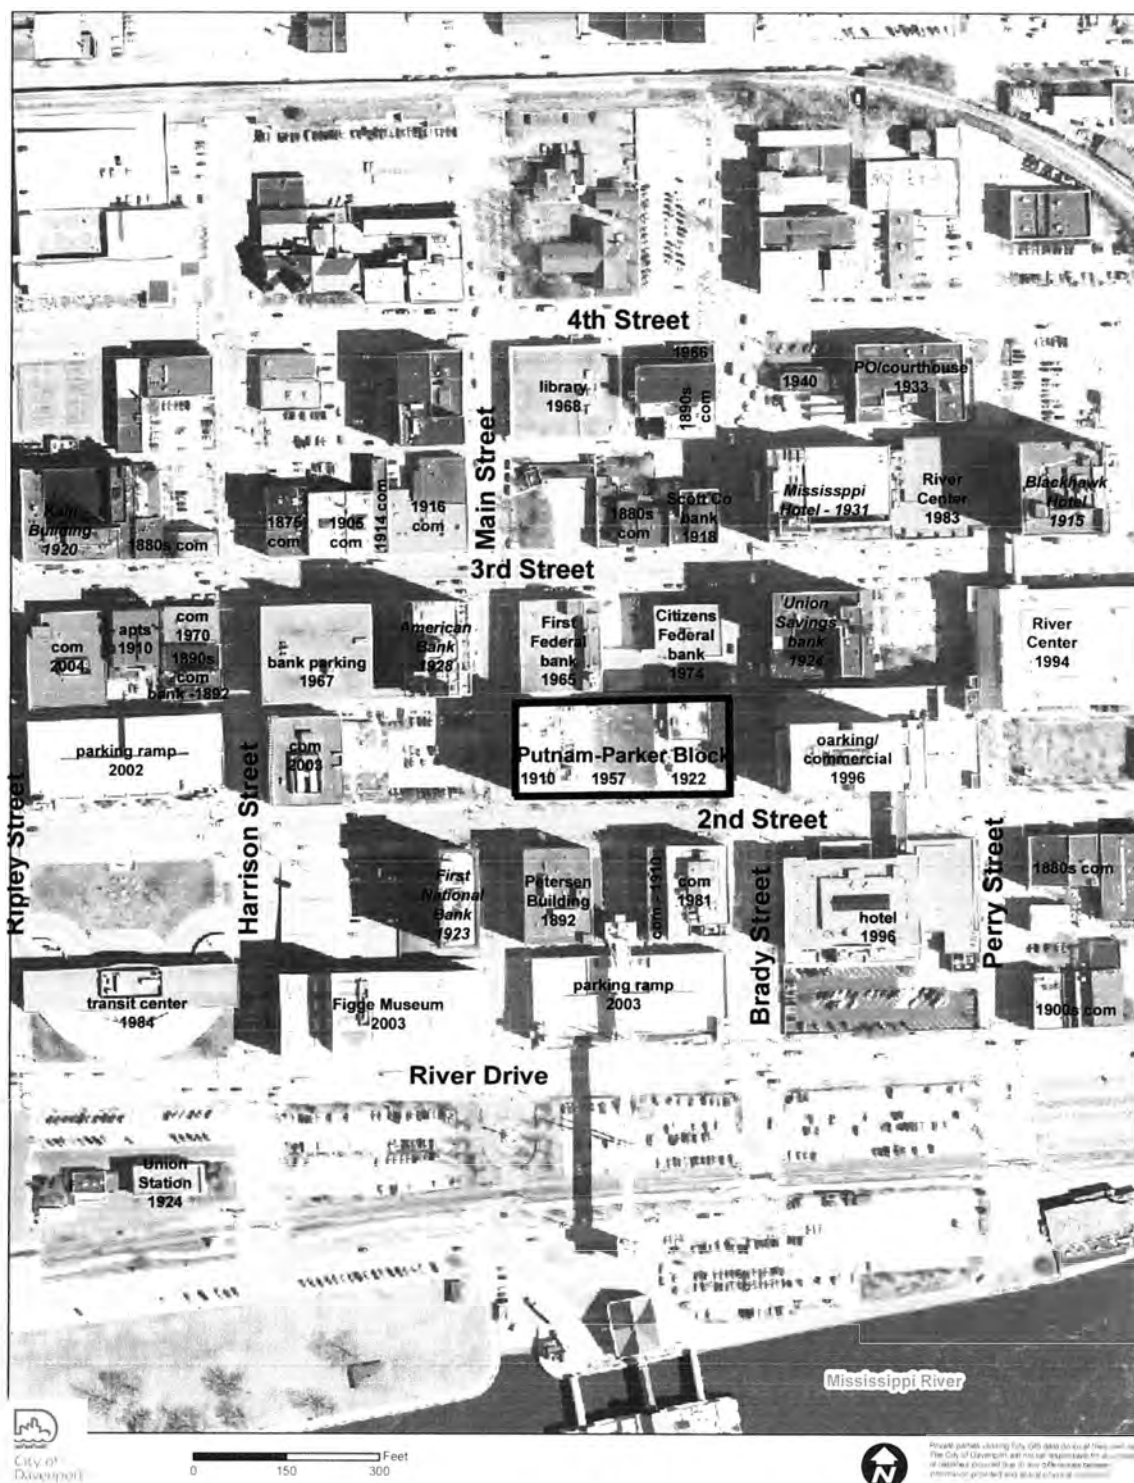 4th Street
1966
library
1968
1890s
com
1940
PO/courthouse
1933
Main Street
Building
1920
1880s com
1875
com
1905
com
1914 com
1916
com
1880s
com
Scott Co
bank
1918
Mississppi
Hotel - 1931
River
Center
1983
Blackhawk
Hotel
1915
3rd Street
com
2004
apts
1910
com
1970
1890s
com
bank -1892
bank parking
1967
American
Bank
1928
First
Federal
bank
1965
Citizens
Federal
bank
1974
Union
Savings
bank
1924
River
Center
1994
parking ramp
2002
com
2003
Putnam-Parker Block
1910
1957
1922
oarking/
commercial
1996
Ripley Street
Harrison Street
2nd Street
First
National
Bank
1923
Petersen
Building
1892
com - 1910
com
1981
Brady Street
hotel
1996
Perry Street
1880s com
transit center
1984
Figge Museum
2003
parking ramp
2003
1900s com
River Drive
Union
Station
1924
Mississippi River
City of
Davenport
Feet
0 150 300
N